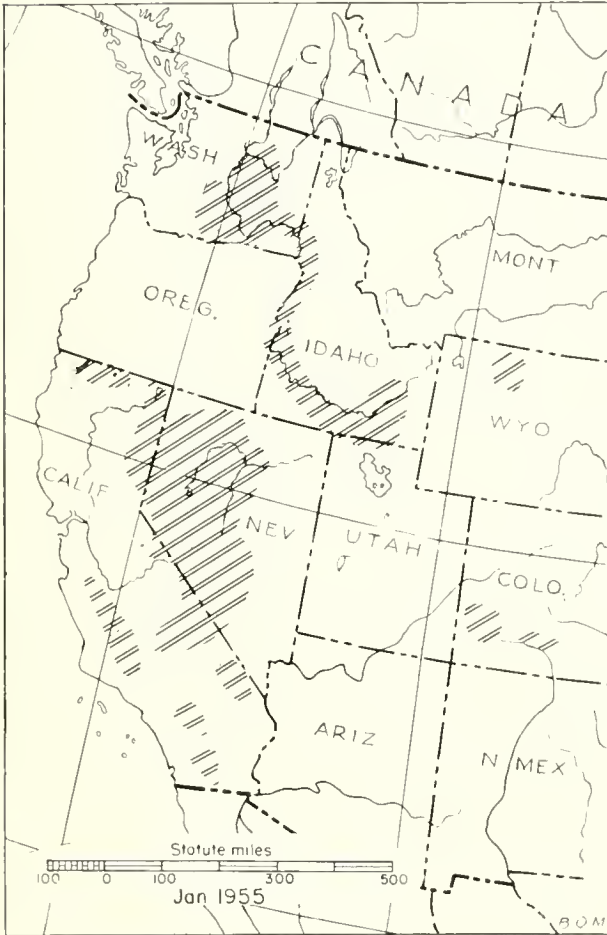 CANADA
WASH
MONT
OREG.
IDAHO
WYO
CALIF
NEV
UTAH
COLO.
ARIZ
N MEX
Statute miles
100 0 100 300 500
Jan 1955
BOM